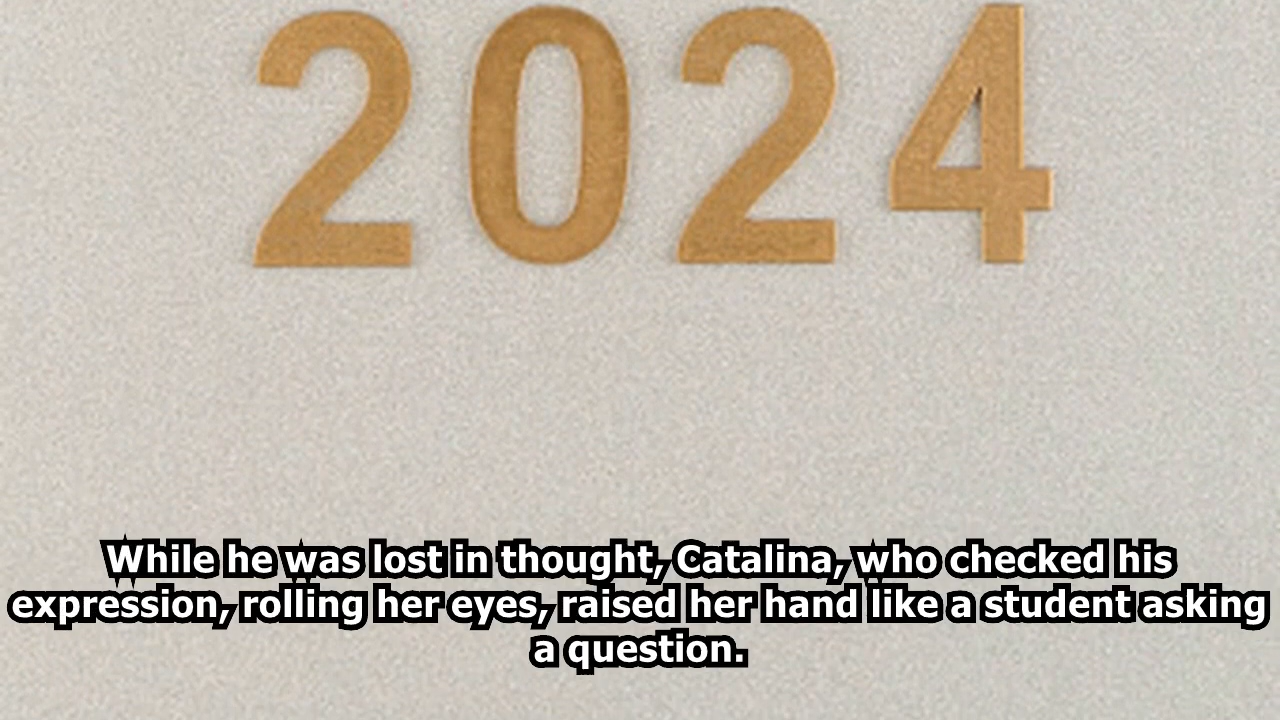 2024
While he was lost in thought, Catalina, who checked his
expression, rolling her eyes, raised her hand like a student asking
a question.